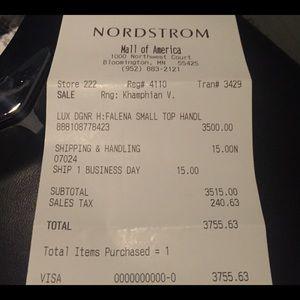 NORDSTROM
Mall of America
1000 Northwest Court
Bloomington, MN 55425
(952) 883-2121
Store 222 Reg# 4110 Tran# 3429
SALE Rng: Khamphian V.
LUX DGNR H:FALENA SMALL TOP HANDL
888108778423 3500.00
SHIPPING & HANDLING 15.00N
07024
SHIP 1 BUSINESS DAY 15.00
SUBTOTAL 3515.00
SALES TAX 240.63
TOTAL 3755.63
Total Items Purchased = 1
VISA 0000000000-0 3755.63